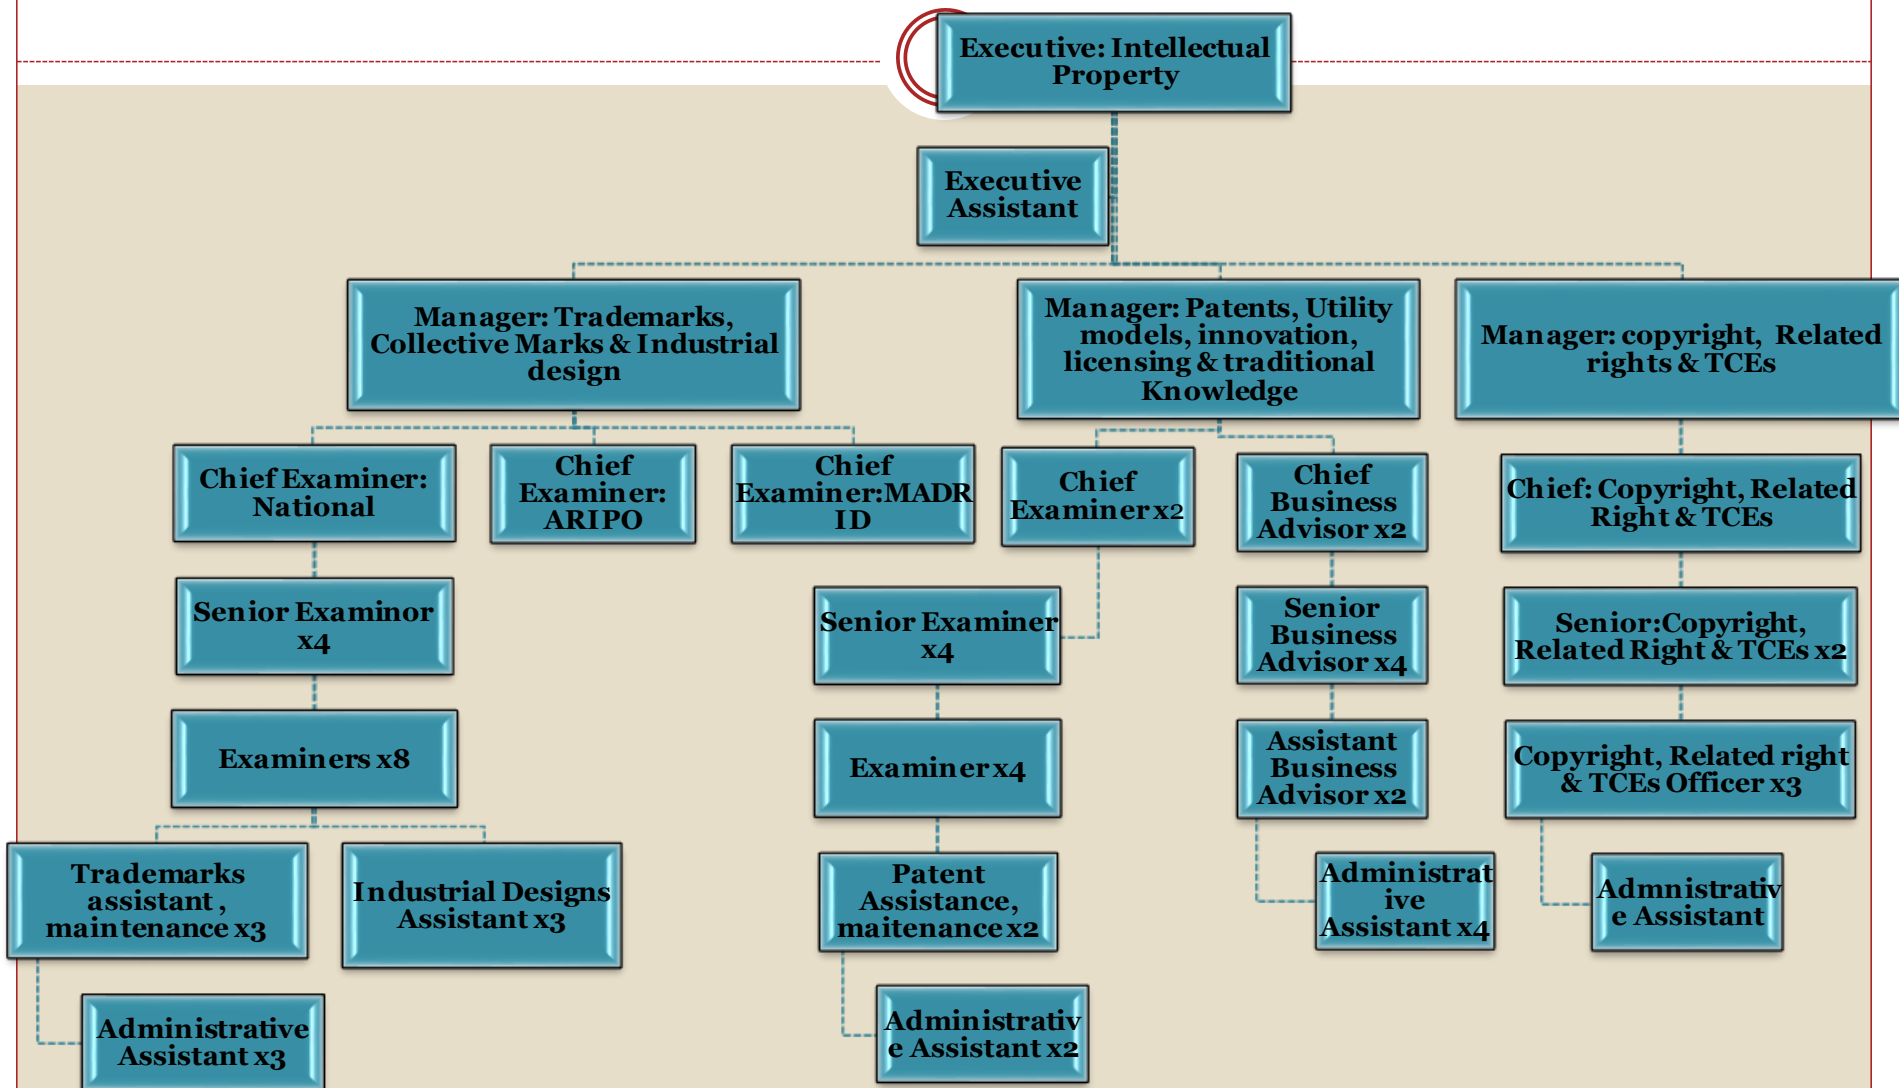 Executive: Intellectual
Property
Executive
Assistant
Manager: Trademarks,
Collective Marks & Industrial
design
Manager: Patents, Utility
models, innovation,
licensing & traditional
Knowledge
Manager: copyright, Related
rights & TCEs
Chief Examiner:
National
Chief
Examiner:
ARIPO
Chief
Examiner:MADR
ID
Chief
Examiner x2
Chief
Business
Advisor x2
Chief: Copyright, Related
Right & TCEs
Senior Examinor
x4
Senior Examiner
x4
Senior
Business
Advisor x4
Senior:Copyright,
Related Right & TCEs x2
Examiners x8
Examiner x4
Assistant
Business
Advisor x2
Copyright, Related right
& TCEs Officer x3
Trademarks
assistant ,
maintenance x3
Industrial Designs
Assistant x3
Patent
Assistance,
maitenance x2
Administrat
ive
Assistant x4
Admnistrativ
e Assistant
Administrative
Assistant x3
Administrativ
e Assistant x2